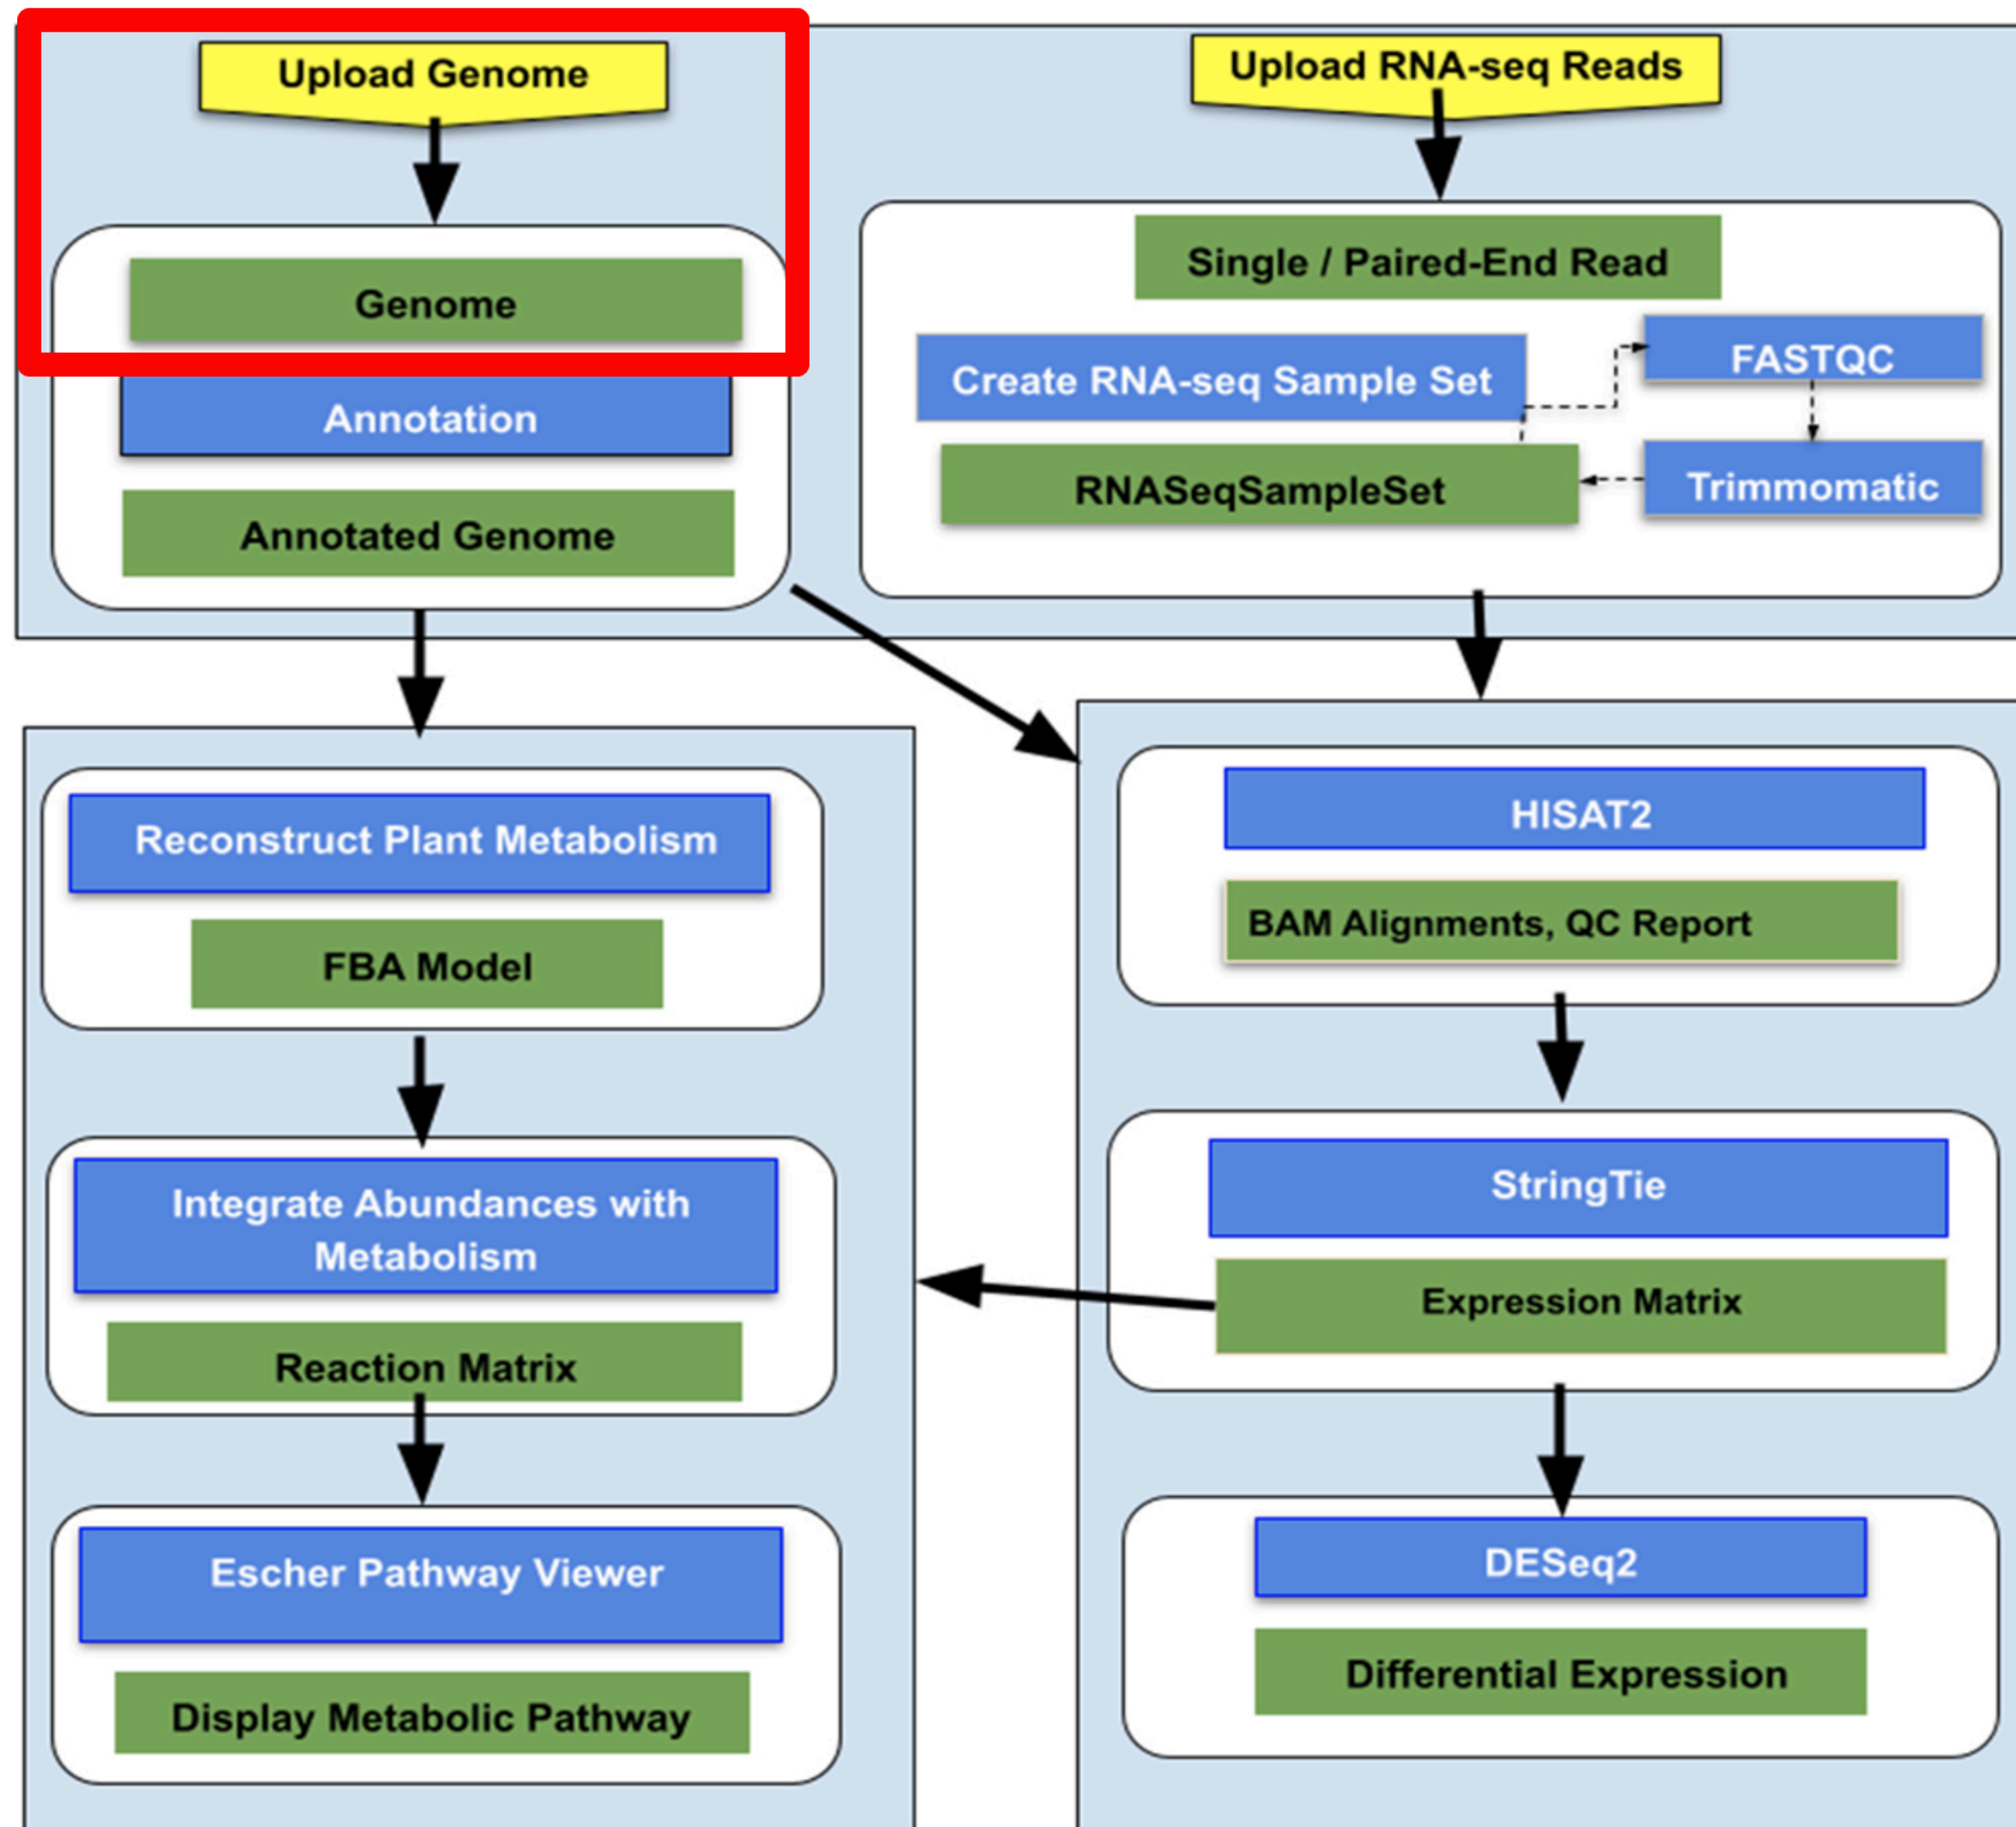 Upload Genome
Genome
Annotation
Annotated Genome
Upload RNA-seq Reads
Single / Paired-End Read
Create RNA-seq Sample Set
FASTQC
RNASeqSampleSet
Trimmomatic
Reconstruct Plant Metabolism
FBA Model
Integrate Abundances with
Metabolism
Reaction Matrix
Escher Pathway Viewer
Display Metabolic Pathway
HISAT2
BAM Alignments, QC Report
StringTie
Expression Matrix
DESeq2
Differential Expression